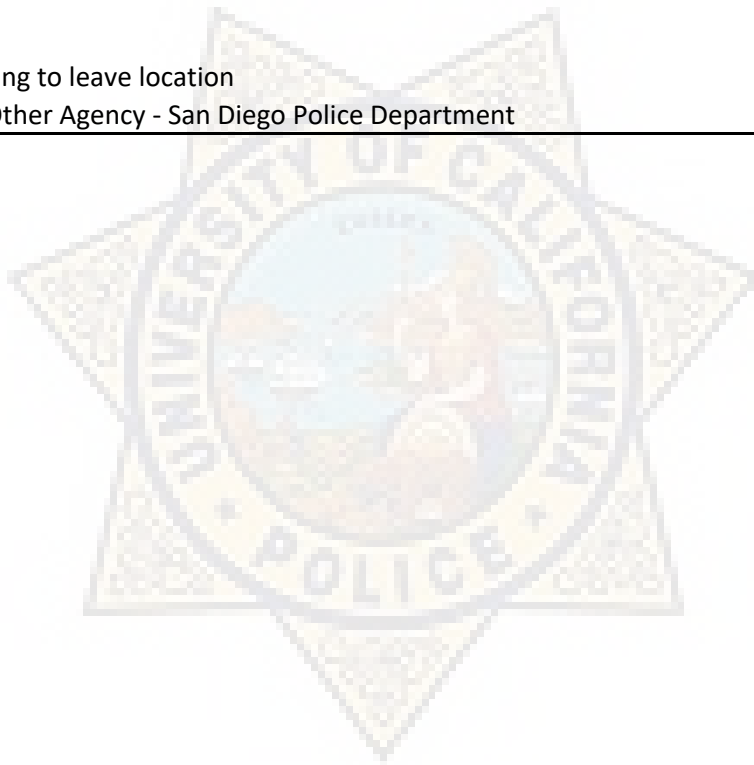 ng to leave location
Other Agency - San Diego Police Department
UNIVERSITY OF CALIFORNIA
POLICE